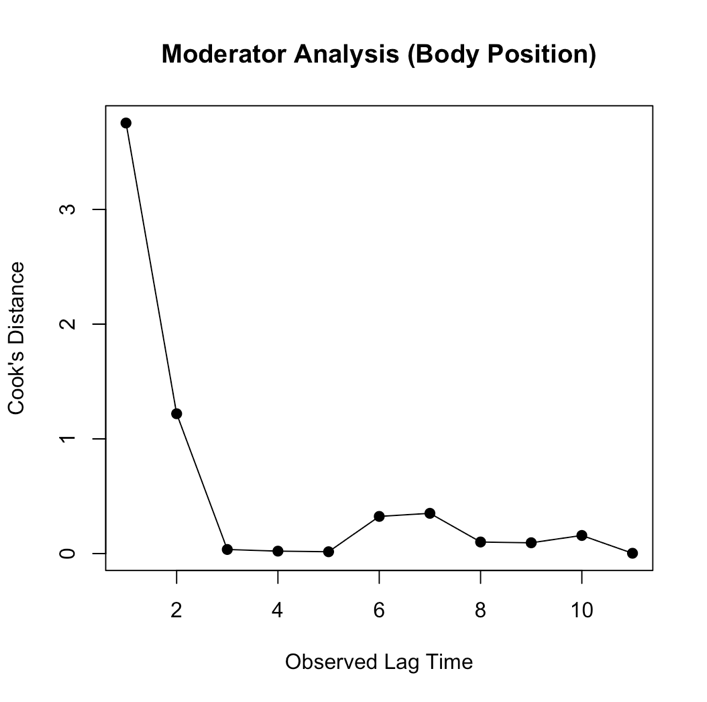 Moderator Analysis (Body Position)
3
2
1
0
Cook's Distance
2 4 6 8 10
Observed Lag Time